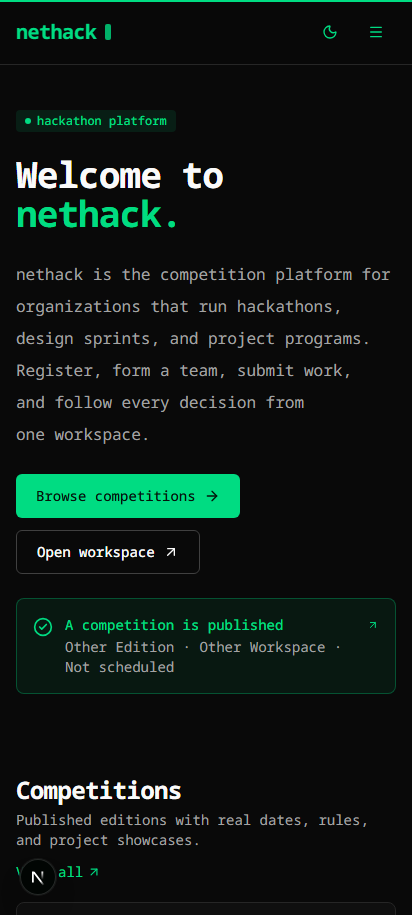 nethack
hackathon platform
Welcome to
nethack.
nethack is the competition platform for
organizations that run hackathons,
design sprints, and project programs.
Register, form a team, submit work,
and follow every decision from
one workspace.
Browse competitions →
Open workspace ↗
A competition is published ↗
Other Edition · Other Workspace ·
Not scheduled
Competitions
Published editions with real dates, rules,
and project showcases.
all ↗
N